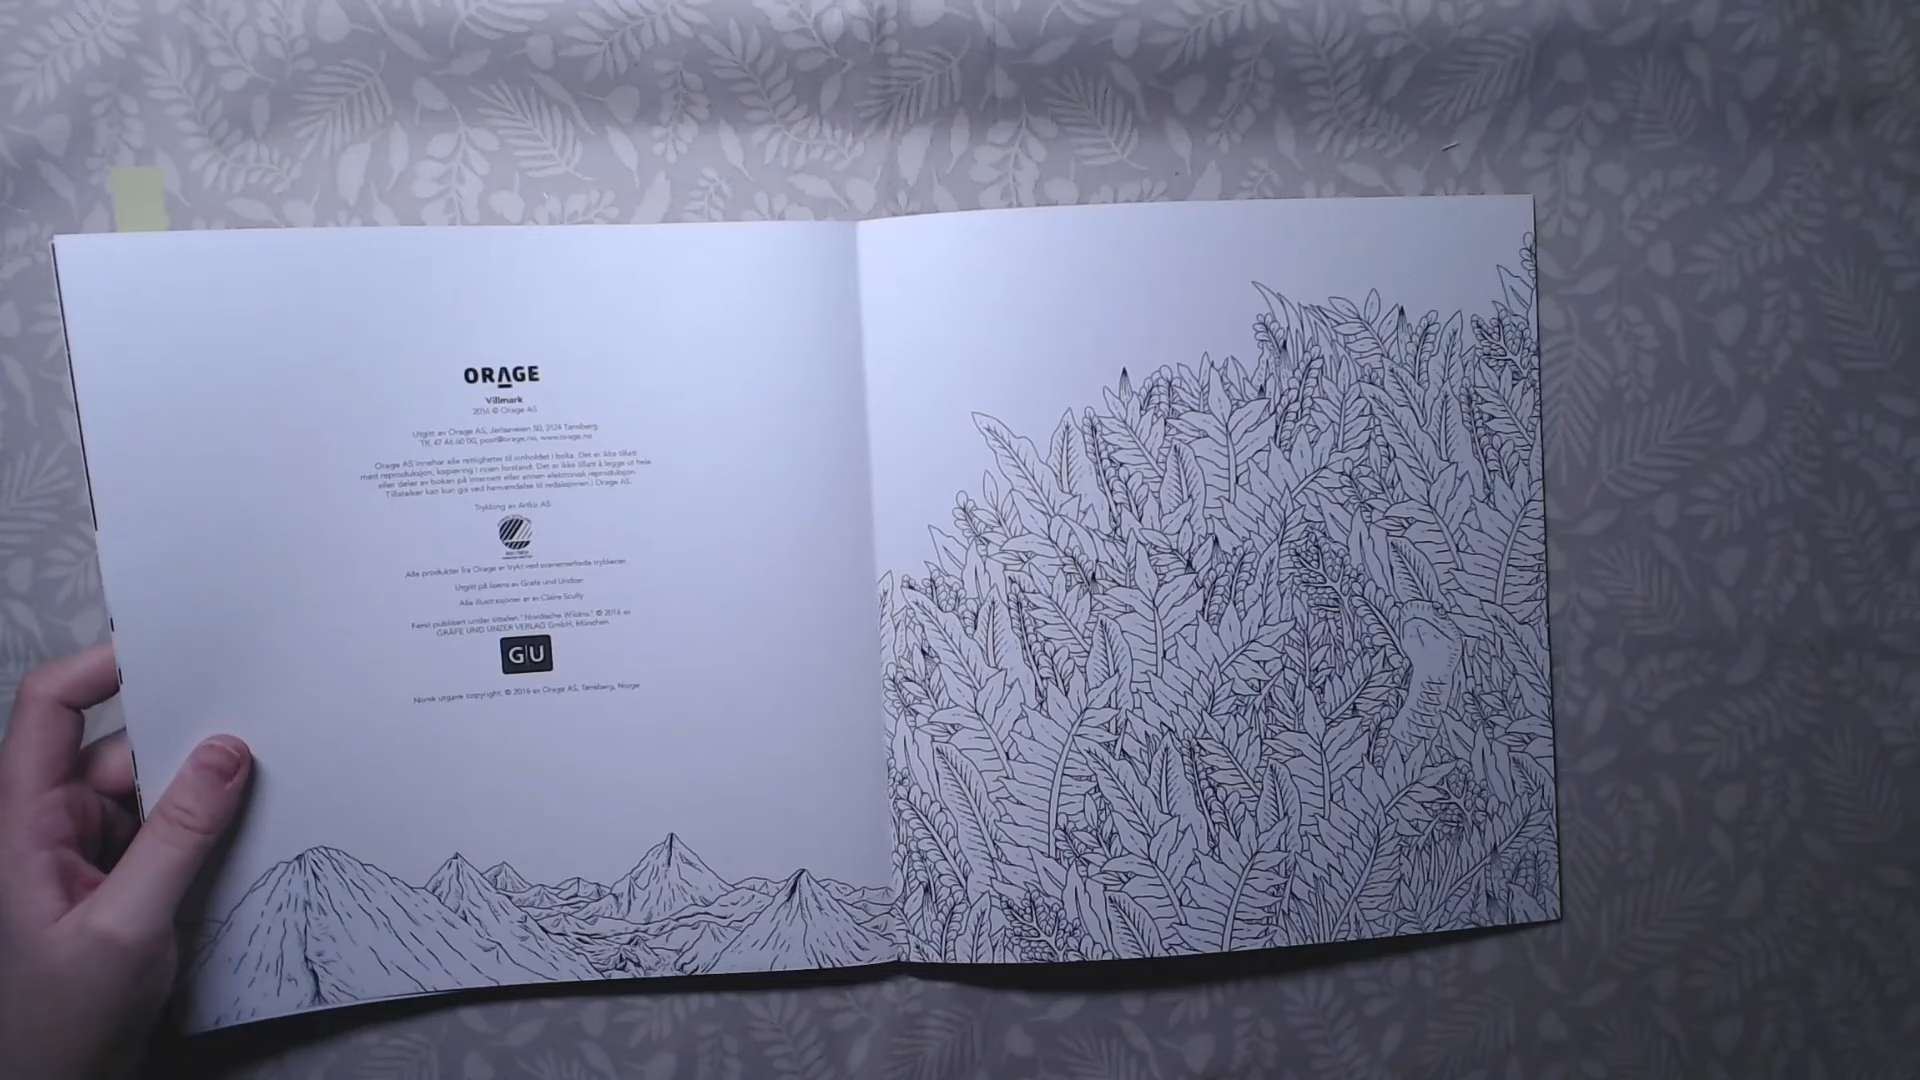 ORAGE
Villmark
2016 © Orage AS
Utgitt av Orage AS, Jarlsøveien 50, 3124 Tønsberg
Tlf. 47 46 60 00, post@orage.no, www.orage.no
Orage AS innehar alle rettigheter til innholdet i boka. Det er ikke tillatt
med reproduksjon, kopiering i noen forstand. Det er ikke tillatt å legge ut hele
eller deler av boken på internett eller annen elektronisk reproduksjon.
Tillatelser kan kun gis ved henvendelse til redaksjonen i Orage AS.
Trykking av Artko AS
Alle produkter fra Orage er trykt ved svanemerkede trykkerier.
Utgitt på lisens av Gräfe und Unzer
Alle illustrasjoner er av Claire Scully
Først publisert under tittelen "Nordische Wildnis" © 2016 av
GRÄFE UND UNZER VERLAG GmbH, München
G|U
Norsk utgave copyright. © 2016 av Orage AS, Tønsberg, Norge